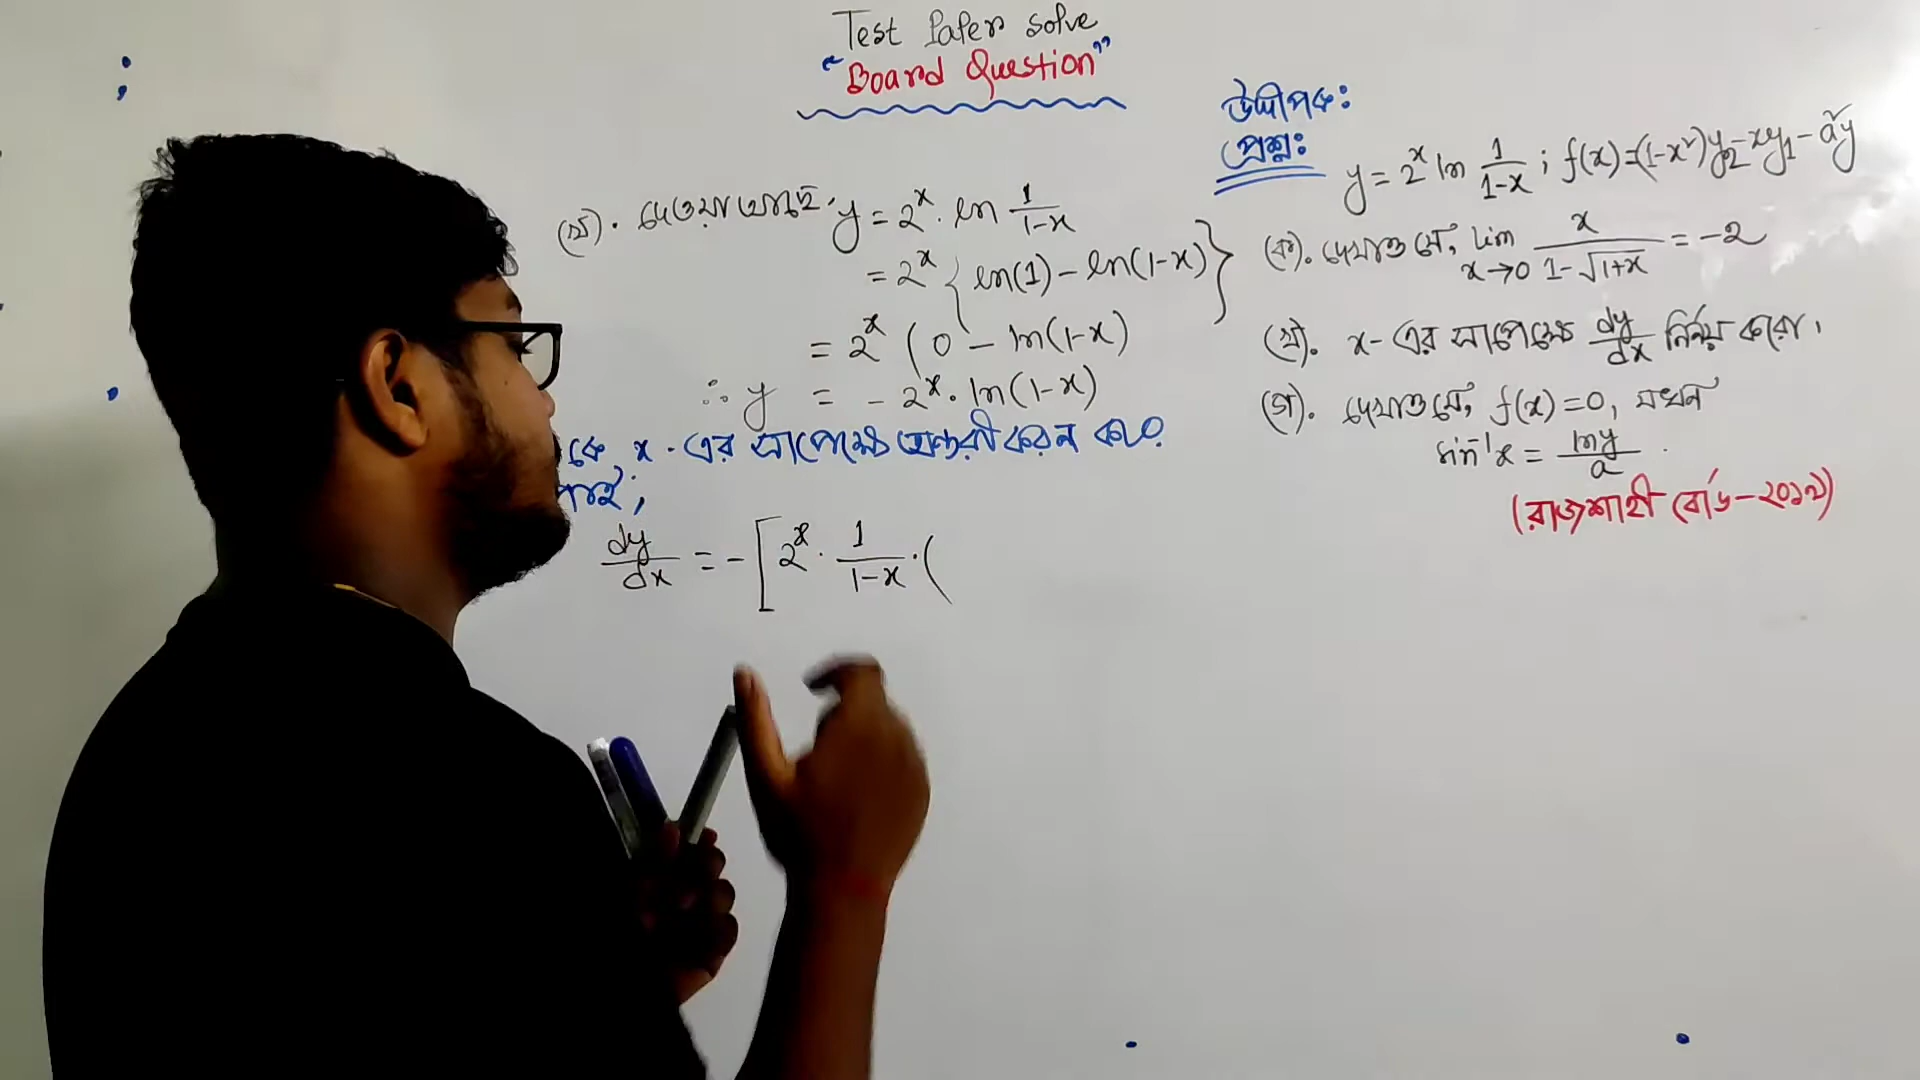 Test Paper solve
"Board Question"
উদ্দীপক:
প্রশ্ন:
y = 2^x ln 1/(1-x) ; f(x) = (1-x²)y₂ - xy₁ - a²y
(ক). দেখাও যে, lim x→0 x/(1-√(1+x)) = -2
(খ). x- এর সাপেক্ষে dy/dx নির্ণয় করো।
(গ). দেখাও যে, f(x) = 0, যখন
sin⁻¹x = lny/a
(রাজশাহী বোর্ড-২০১৭)
(খ). দেওয়া আছে, y = 2^x . ln 1/(1-x)
= 2^x { ln(1) - ln(1-x) }
= 2^x ( 0 - ln(1-x)
∴ y = - 2^x . ln(1-x)
কে x - এর সাপেক্ষে অন্তরীকরন করে
পাই,
dy/dx = - [ 2^x . 1/(1-x) . (